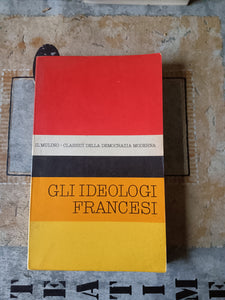 IL MULINO - CLASSICI DELLA DEMOCRAZIA MODERNA
GLI IDEOLOGI
FRANCESI